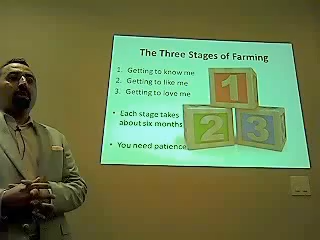 The Three Stages of Farming
1. Getting to know me
2. Getting to like me
3. Getting to love me
• Each stage takes
about six months
• You need patience
1
2 3